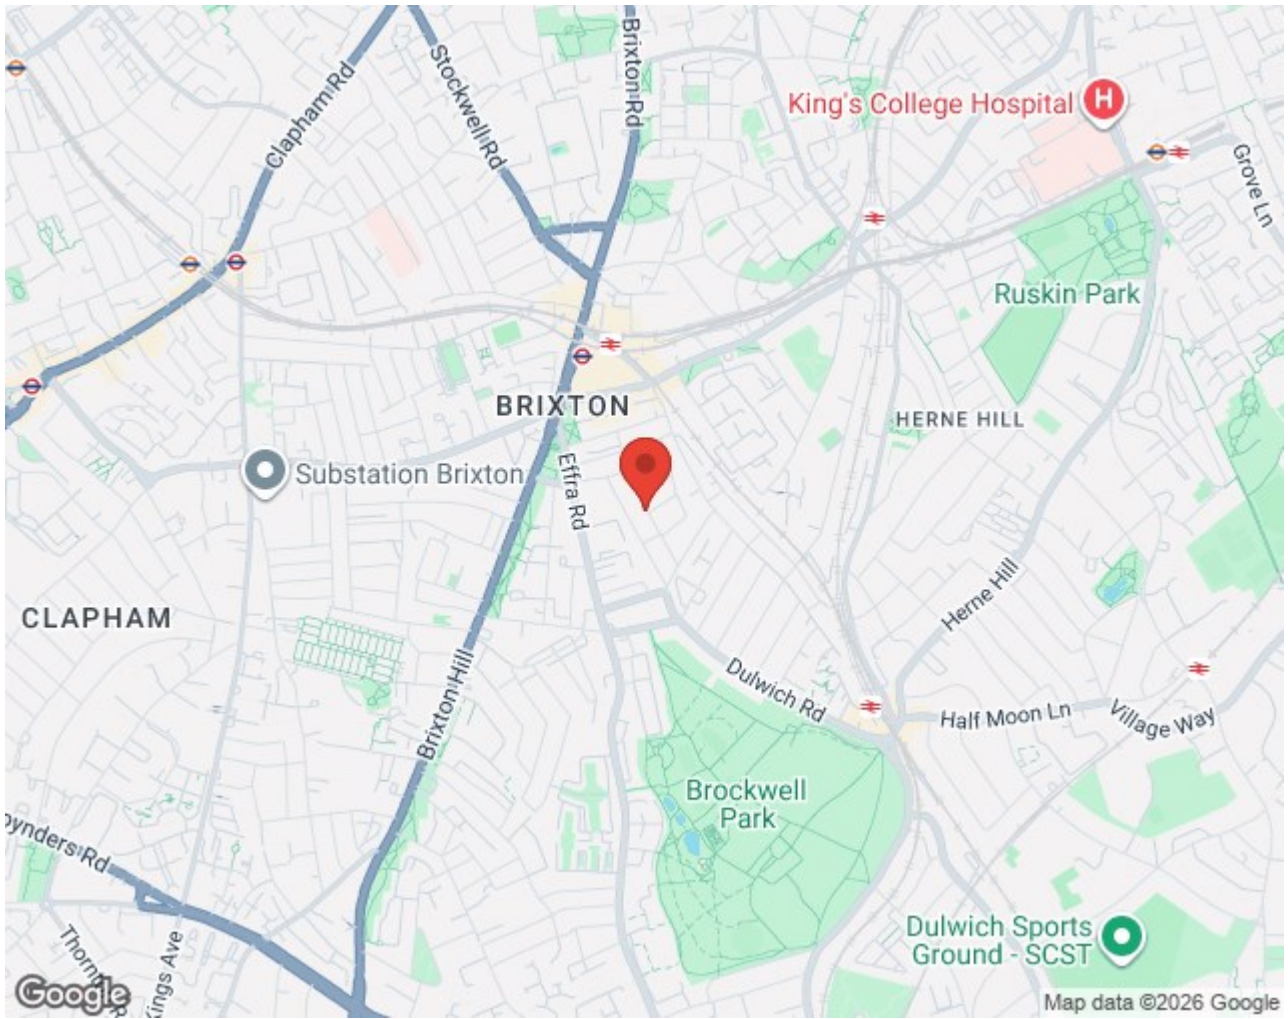 Clapham Rd
Stockwell Rd
Brixton Rd
King's College Hospital
H
Grove Ln
Ruskin Park
BRIXTON
HERNE HILL
Substation Brixton
Effra Rd
CLAPHAM
Herne Hill
Brixton Hill
Dulwich Rd
Half Moon Ln
Village Way
Brockwell
Park
oynders Rd
Dulwich Sports
Ground - SCST
Kings Ave
Google
Map data ©2026 Google